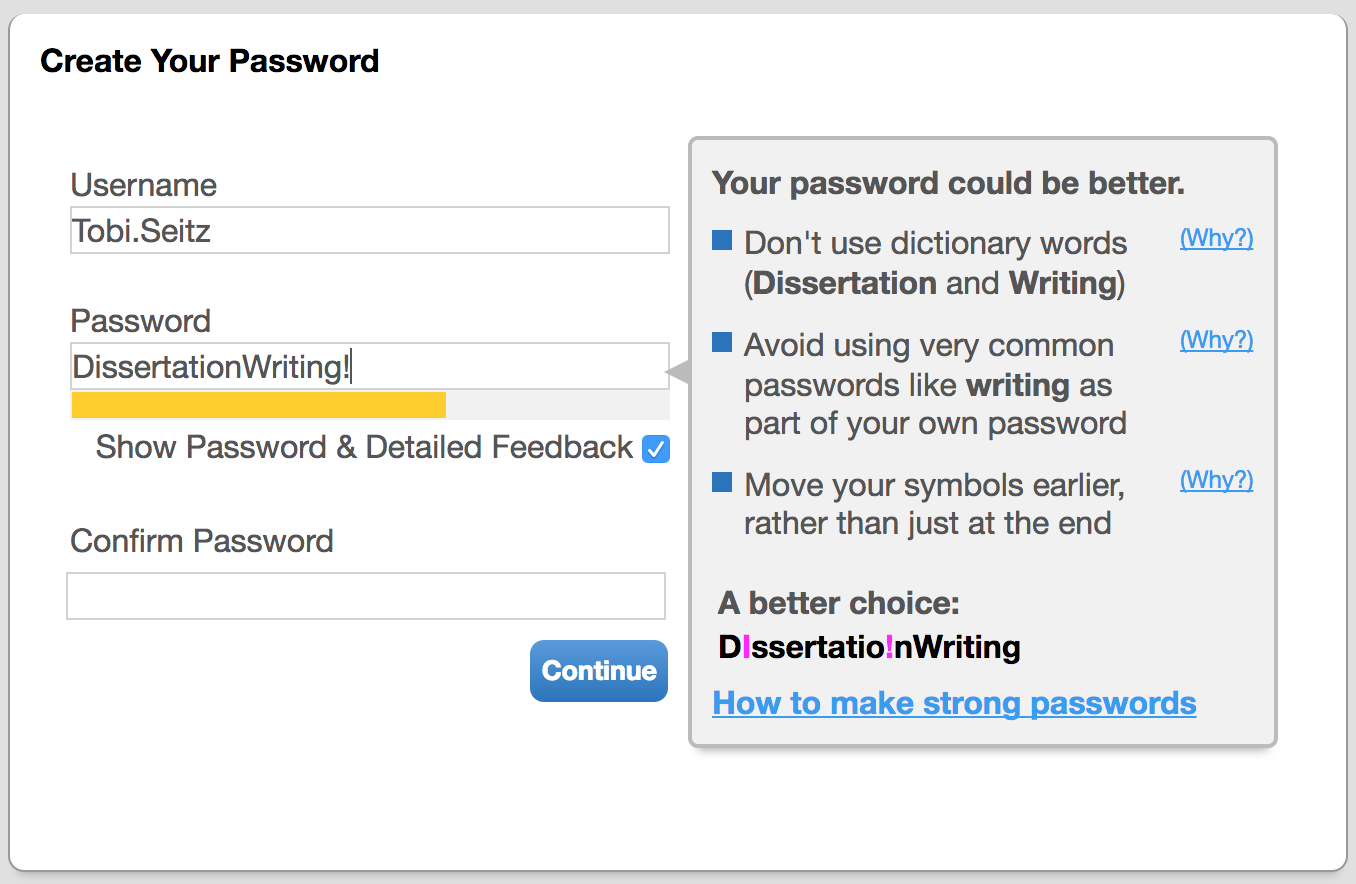 Create Your Password
Username
Tobi.Seitz
Password
DissertationWriting!
Show Password & Detailed Feedback
Confirm Password
Continue
Your password could be better.
Don't use dictionary words (Why?)
(Dissertation and Writing)
Avoid using very common (Why?)
passwords like writing as
part of your own password
Move your symbols earlier, (Why?)
rather than just at the end
A better choice:
DIssertatio!nWriting
How to make strong passwords